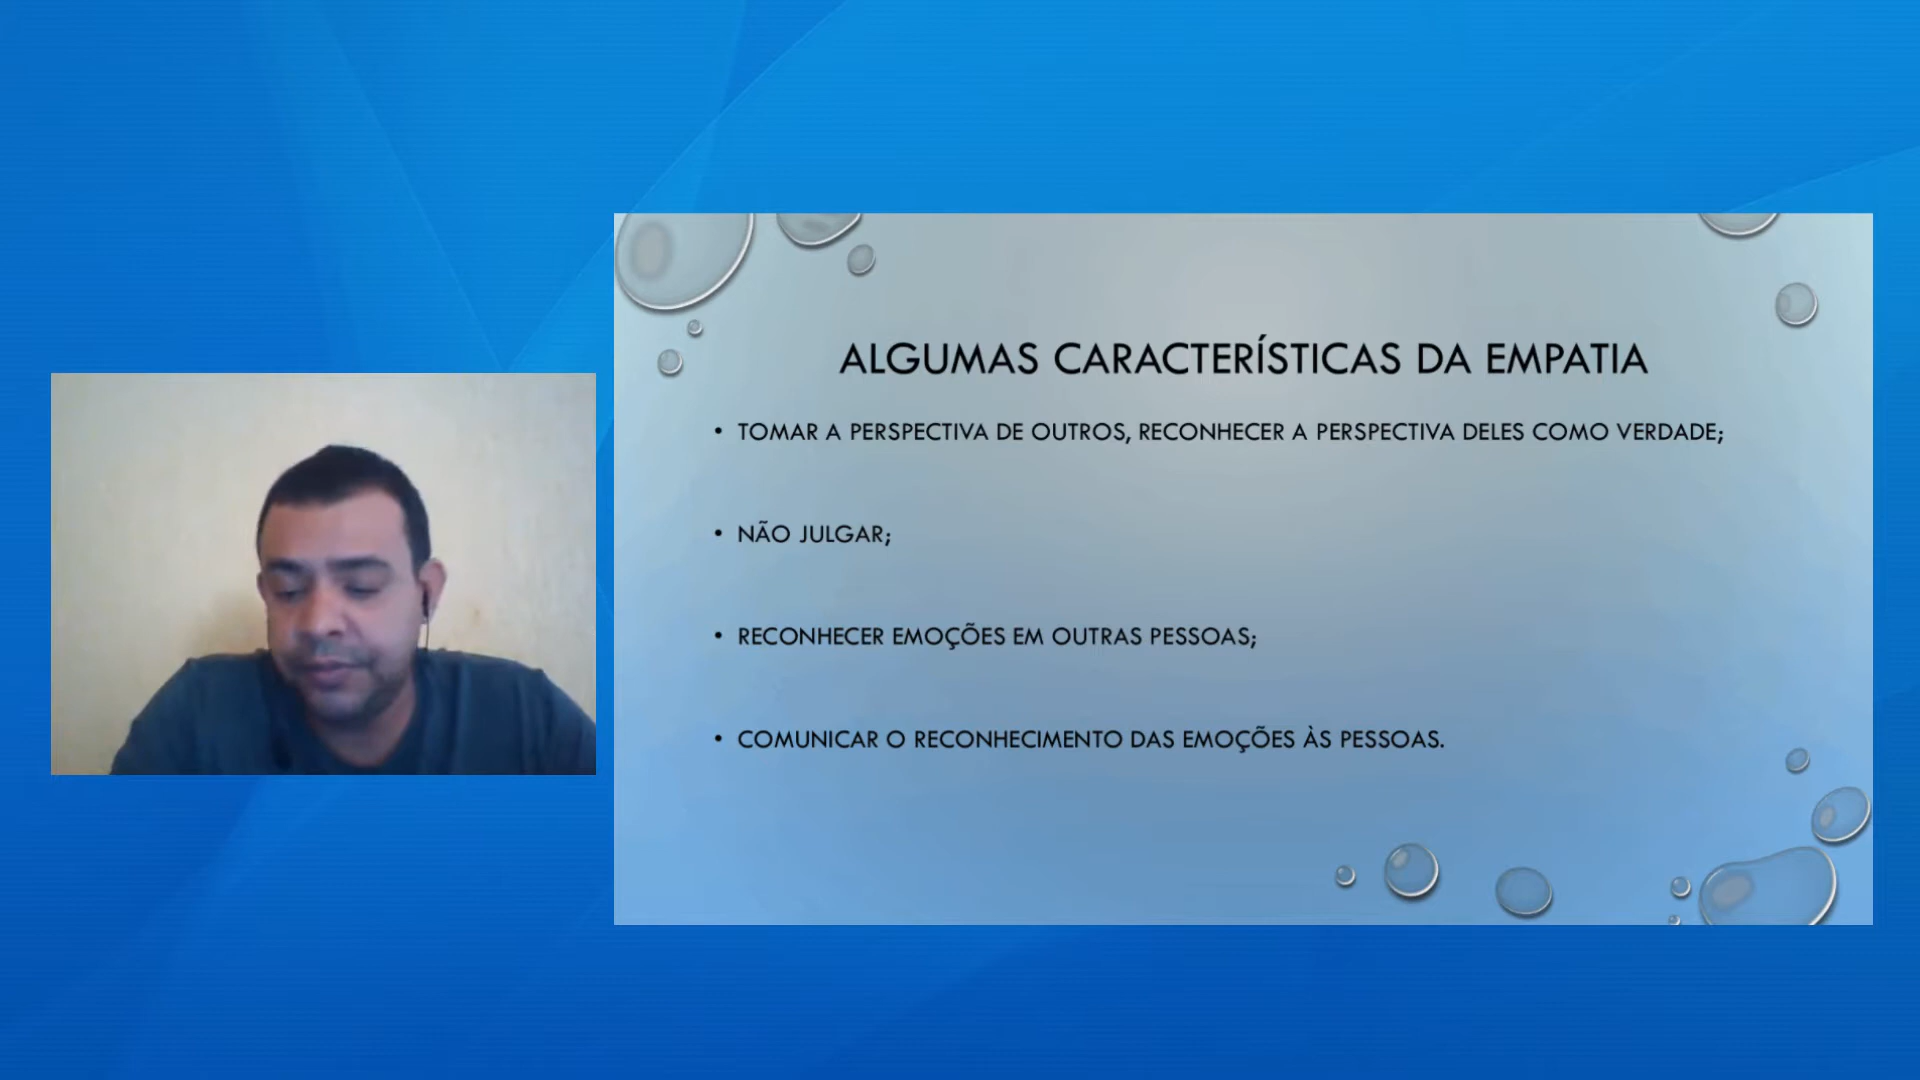 ALGUMAS CARACTERÍSTICAS DA EMPATIA
• TOMAR A PERSPECTIVA DE OUTROS, RECONHECER A PERSPECTIVA DELES COMO VERDADE;
• NÃO JULGAR;
• RECONHECER EMOÇÕES EM OUTRAS PESSOAS;
• COMUNICAR O RECONHECIMENTO DAS EMOÇÕES ÀS PESSOAS.